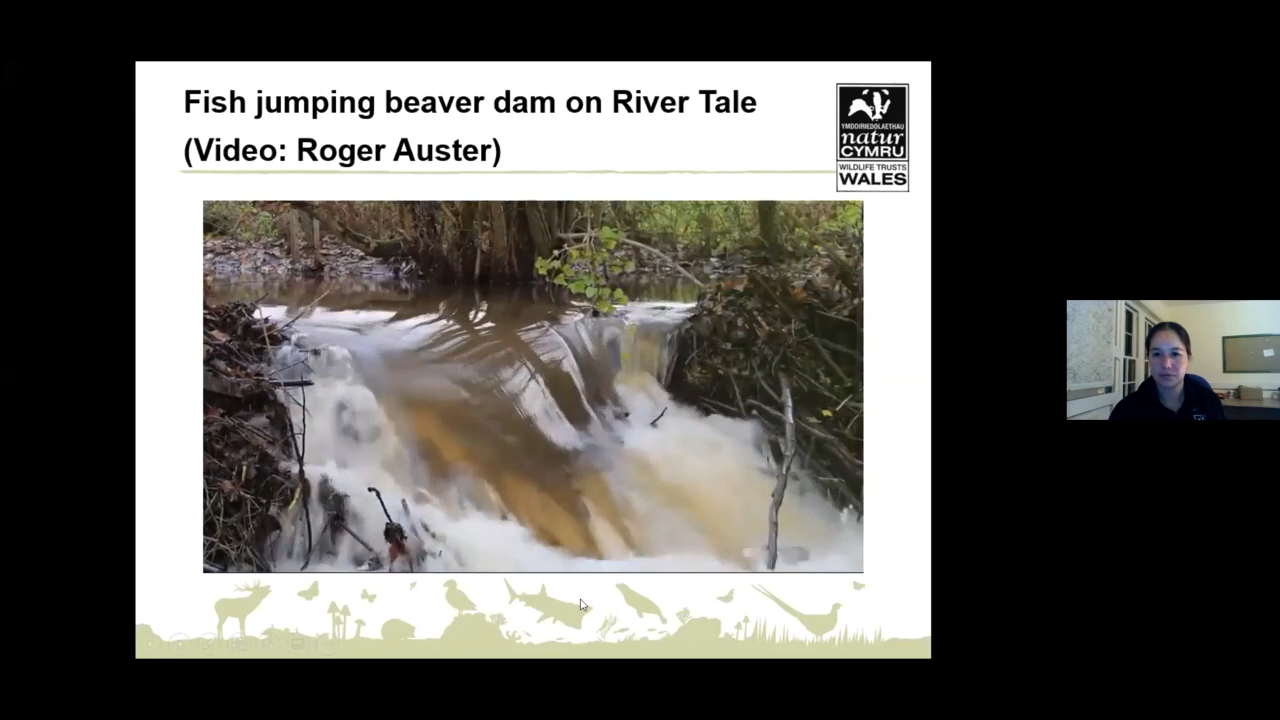 Fish jumping beaver dam on River Tale
(Video: Roger Auster)
YMDDIRIEDOLAETHAU
natur
CYMRU
WILDLIFE TRUSTS
WALES